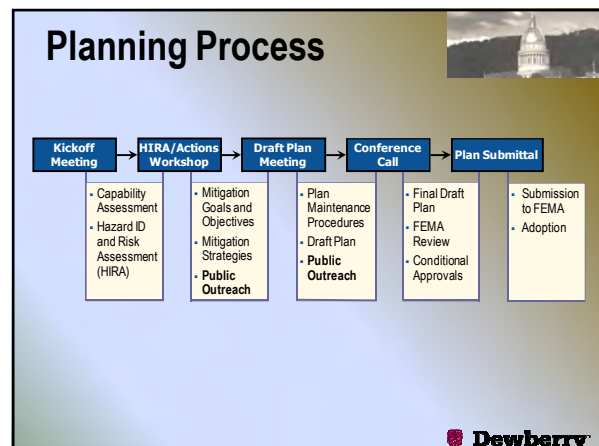 Planning Process
Kickoff
Meeting
HIRA/Actions
Workshop
Draft Plan
Meeting
Conference
Call
Plan Submittal
▪ Capability
Assessment
▪ Hazard ID
and Risk
Assessment
(HIRA)
▪ Mitigation
Goals and
Objectives
▪ Mitigation
Strategies
▪ Public
Outreach
▪ Plan
Maintenance
Procedures
▪ Draft Plan
▪ Public
Outreach
▪ Final Draft
Plan
▪ FEMA
Review
▪ Conditional
Approvals
▪ Submission
to FEMA
▪ Adoption
Dewberry